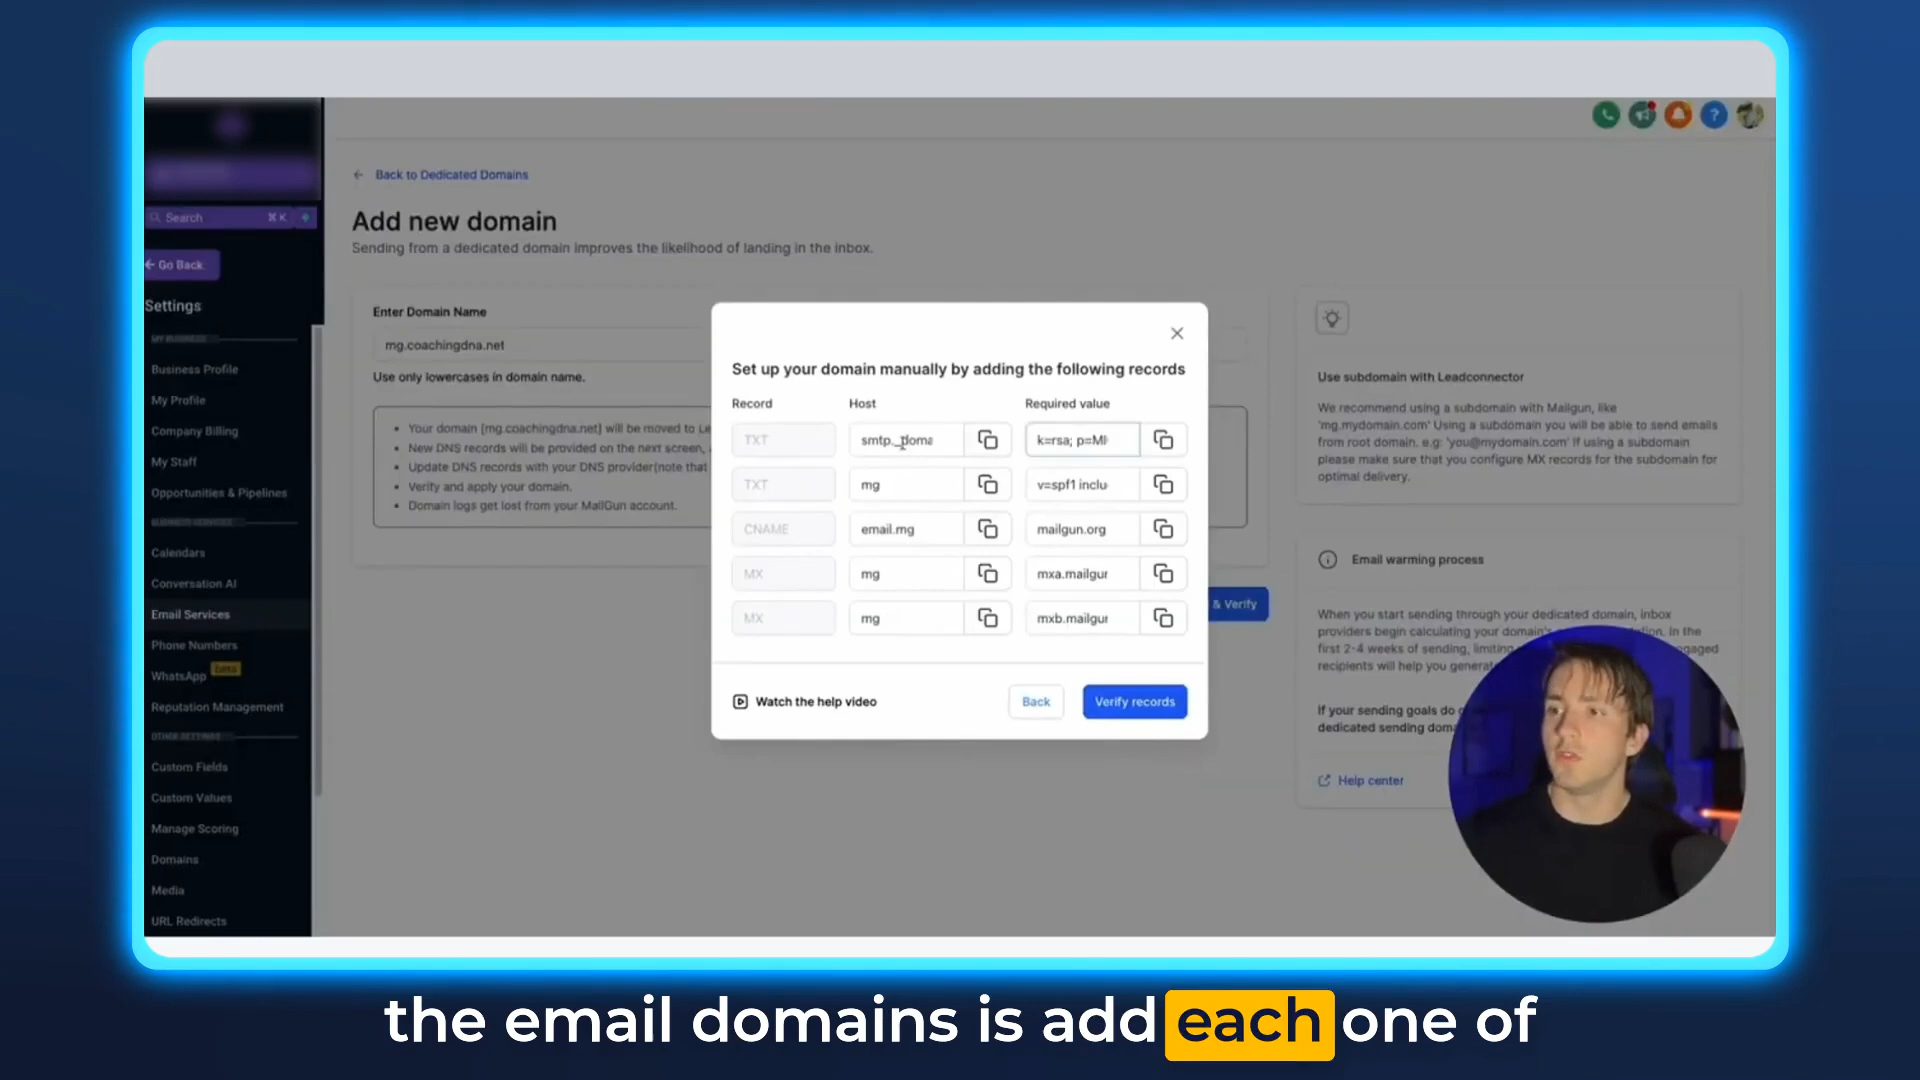 Search ⌘ K
← Go Back
Settings
MY BUSINESS
Business Profile
My Profile
Company Billing
My Staff
Opportunities & Pipelines
BUSINESS SERVICES
Calendars
Conversation AI
Email Services
Phone Numbers
WhatsApp beta
Reputation Management
OTHER SETTINGS
Custom Fields
Custom Values
Manage Scoring
Domains
Media
URL Redirects
← Back to Dedicated Domains
Add new domain
Sending from a dedicated domain improves the likelihood of landing in the inbox.
Enter Domain Name
mg.coachingdna.net
Use only lowercases in domain name.
• Your domain [mg.coachingdna.net] will be moved to Le
• New DNS records will be provided on the next screen,
• Update DNS records with your DNS provider(note that
• Verify and apply your domain.
• Domain logs get lost from your MailGun account.
& Verify
Set up your domain manually by adding the following records
Record Host Required value
TXT smtp._doma k=rsa; p=MI
TXT mg v=spf1 inclu
CNAME email.mg mailgun.org
MX mg mxa.mailgur
MX mg mxb.mailgur
Watch the help video
Back
Verify records
?
Use subdomain with Leadconnector
We recommend using a subdomain with Mailgun, like
'mg.mydomain.com' Using a subdomain you will be able to send emails
from root domain. e.g: 'you@mydomain.com' If using a subdomain
please make sure that you configure MX records for the subdomain for
optimal delivery.
Email warming process
When you start sending through your dedicated domain, inbox
providers begin calculating your domain's In the
first 2-4 weeks of sending, limiting
recipients will help you generat
If your sending goals do
dedicated sending dom
Help center
the email domains is add each one of